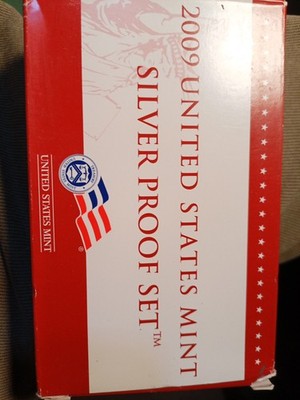 2009 UNITED STATES MINT
SILVER PROOF SET™
UNITED STATES MINT
®